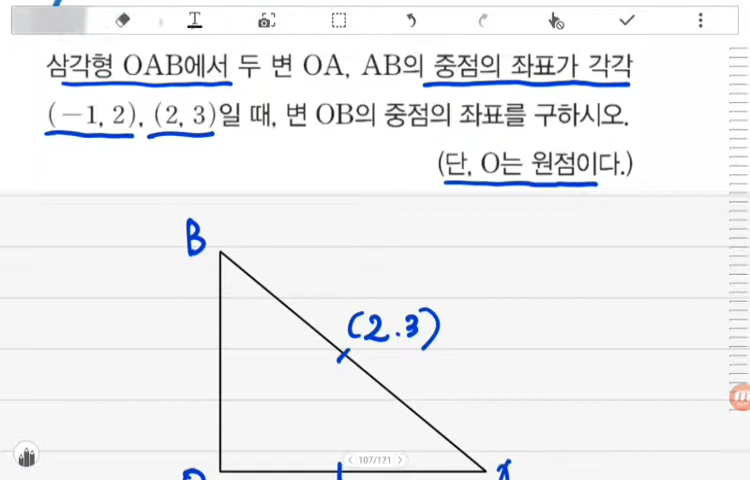 삼각형 OAB에서 두 변 OA, AB의 중점의 좌표가 각각
(-1, 2), (2, 3)일 때, 변 OB의 중점의 좌표를 구하시오.
(단, O는 원점이다.)
B
(2.3)
< 107/171 >